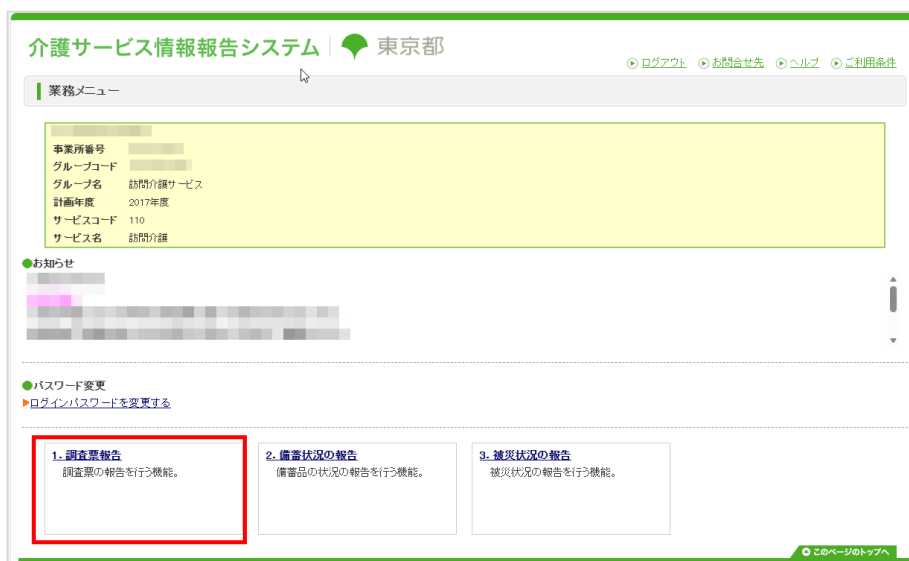 介護サービス情報報告システム 東京都
ログアウト お問合せ先 ヘルプ ご利用条件
業務メニュー
事業所番号
グループコード
グループ名 訪問介護サービス
計画年度 2017年度
サービスコード 110
サービス名 訪問介護
お知らせ
パスワード変更
ログインパスワードを変更する
1. 調査票報告
調査票の報告を行う機能。
2. 備蓄状況の報告
備蓄品の状況の報告を行う機能。
3. 被災状況の報告
被災状況の報告を行う機能。
このページのトップへ